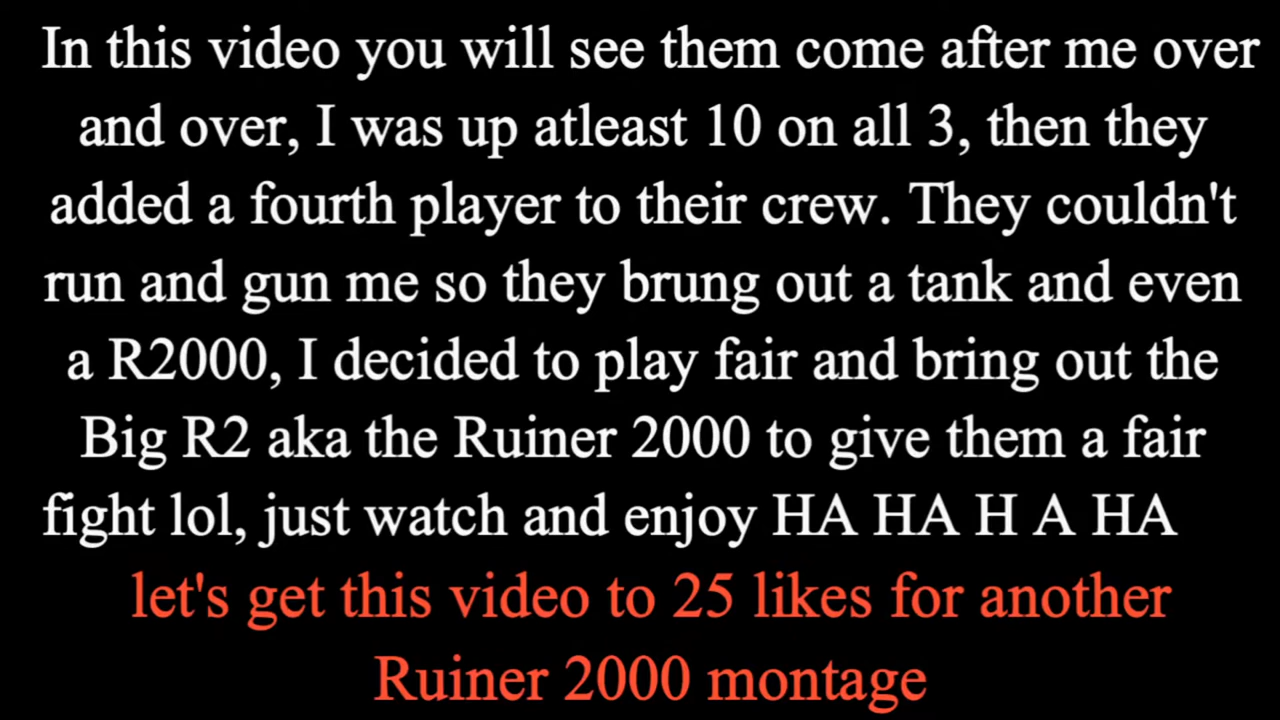 In this video you will see them come after me over
and over, I was up atleast 10 on all 3, then they
added a fourth player to their crew. They couldn't
run and gun me so they brung out a tank and even
a R2000, I decided to play fair and bring out the
Big R2 aka the Ruiner 2000 to give them a fair
fight lol, just watch and enjoy HA HA H A HA
let's get this video to 25 likes for another
Ruiner 2000 montage